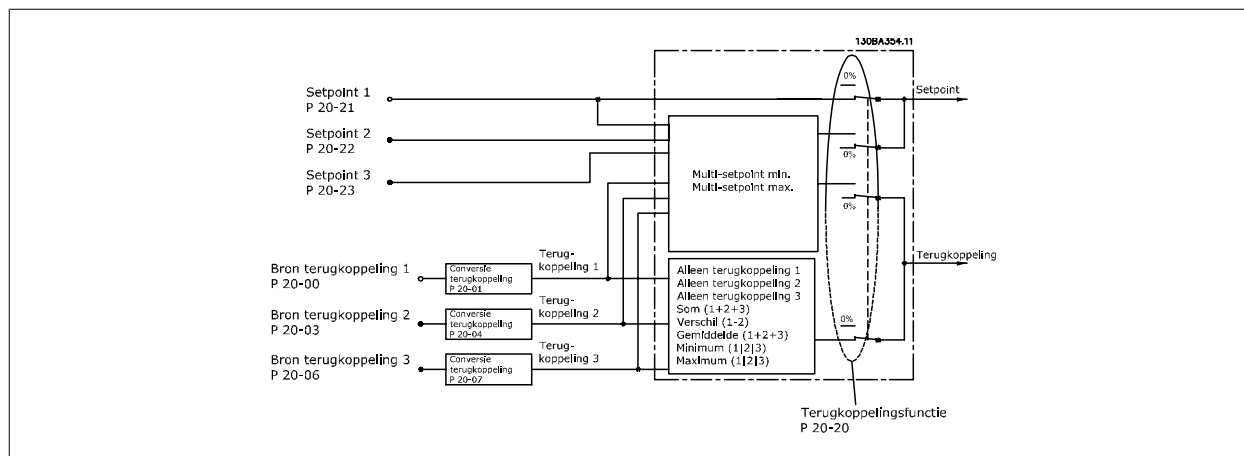 130BA354.11
Setpoint 1
P 20-21
Setpoint 2
P 20-22
Setpoint 3
P 20-23
0%
Setpoint
Multi-setpoint min.
Multi-setpoint max.
0%
0%
Bron terugkoppeling 1
P 20-00
Conversie
terugkoppeling
P 20-01
Terug-
koppeling 1
Bron terugkoppeling 2
P 20-03
Conversie
terugkoppeling
P 20-04
Terug-
koppeling 2
Bron terugkoppeling 3
P 20-06
Conversie
terugkoppeling
P 20-07
Terug-
koppeling 3
Alleen terugkoppeling 1
Alleen terugkoppeling 2
Alleen terugkoppeling 3
Som (1+2+3)
Verschil (1-2)
Gemiddelde (1+2+3)
Minimum (1|2|3)
Maximum (1|2|3)
0%
Terugkoppeling
Terugkoppelingsfunctie
P 20-20